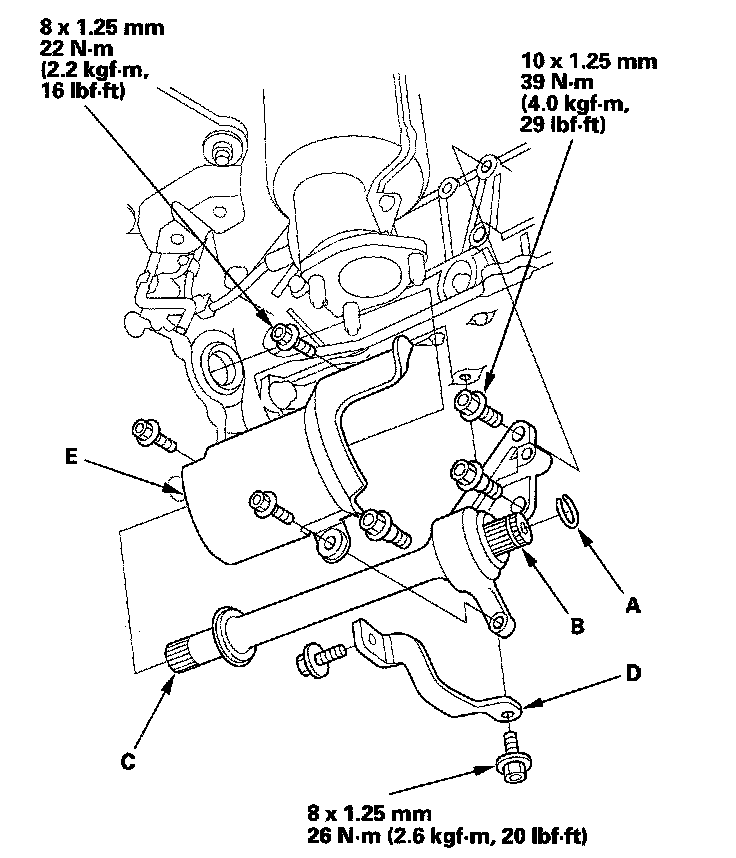 8 x 1.25 mm
22 N·m
(2.2 kgf·m,
16 lbf·ft)
10 x 1.25 mm
39 N·m
(4.0 kgf·m,
29 lbf·ft)
E
A
B
D
C
8 x 1.25 mm
26 N·m (2.6 kgf·m, 20 lbf·ft)